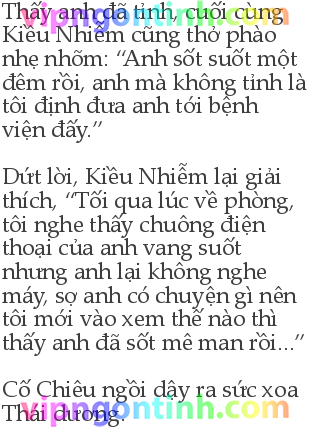 Thấy anh đã tỉnh, cuối cùng
vipngontinh.com
Kiều Nhiễm cũng thở phào
nhẹ nhõm: “Anh sốt suốt một
đêm rồi, anh mà không tỉnh là
tôi định đưa anh tới bệnh
viện đấy.”
Dứt lời, Kiều Nhiễm lại giải
thích, “Tối qua lúc về phòng,
tôi nghe thấy chuông điện
thoại của anh vang suốt
nhưng anh lại không nghe
máy, sợ anh có chuyện gì nên
tôi mới vào xem thế nào thì
thấy anh đã sốt mê man rồi...”
Cố Chiêu ngồi dậy ra sức xoa
Thái dương.
vipngontinh.com